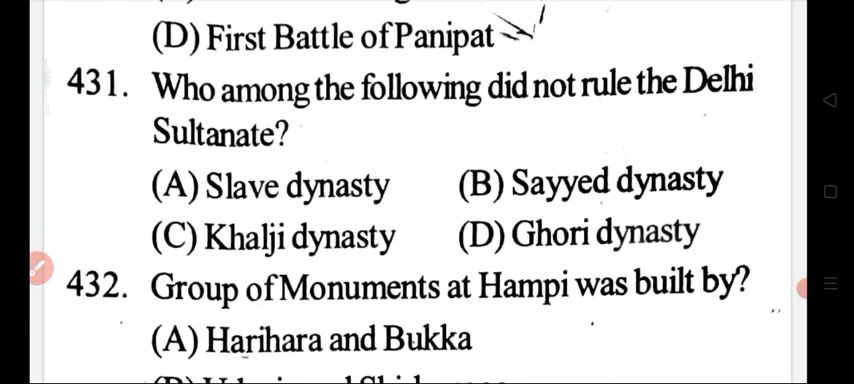 (D) First Battle of Panipat
431. Who among the following did not rule the Delhi
Sultanate?
(A) Slave dynasty (B) Sayyed dynasty
(C) Khalji dynasty (D) Ghori dynasty
432. Group of Monuments at Hampi was built by?
(A) Harihara and Bukka